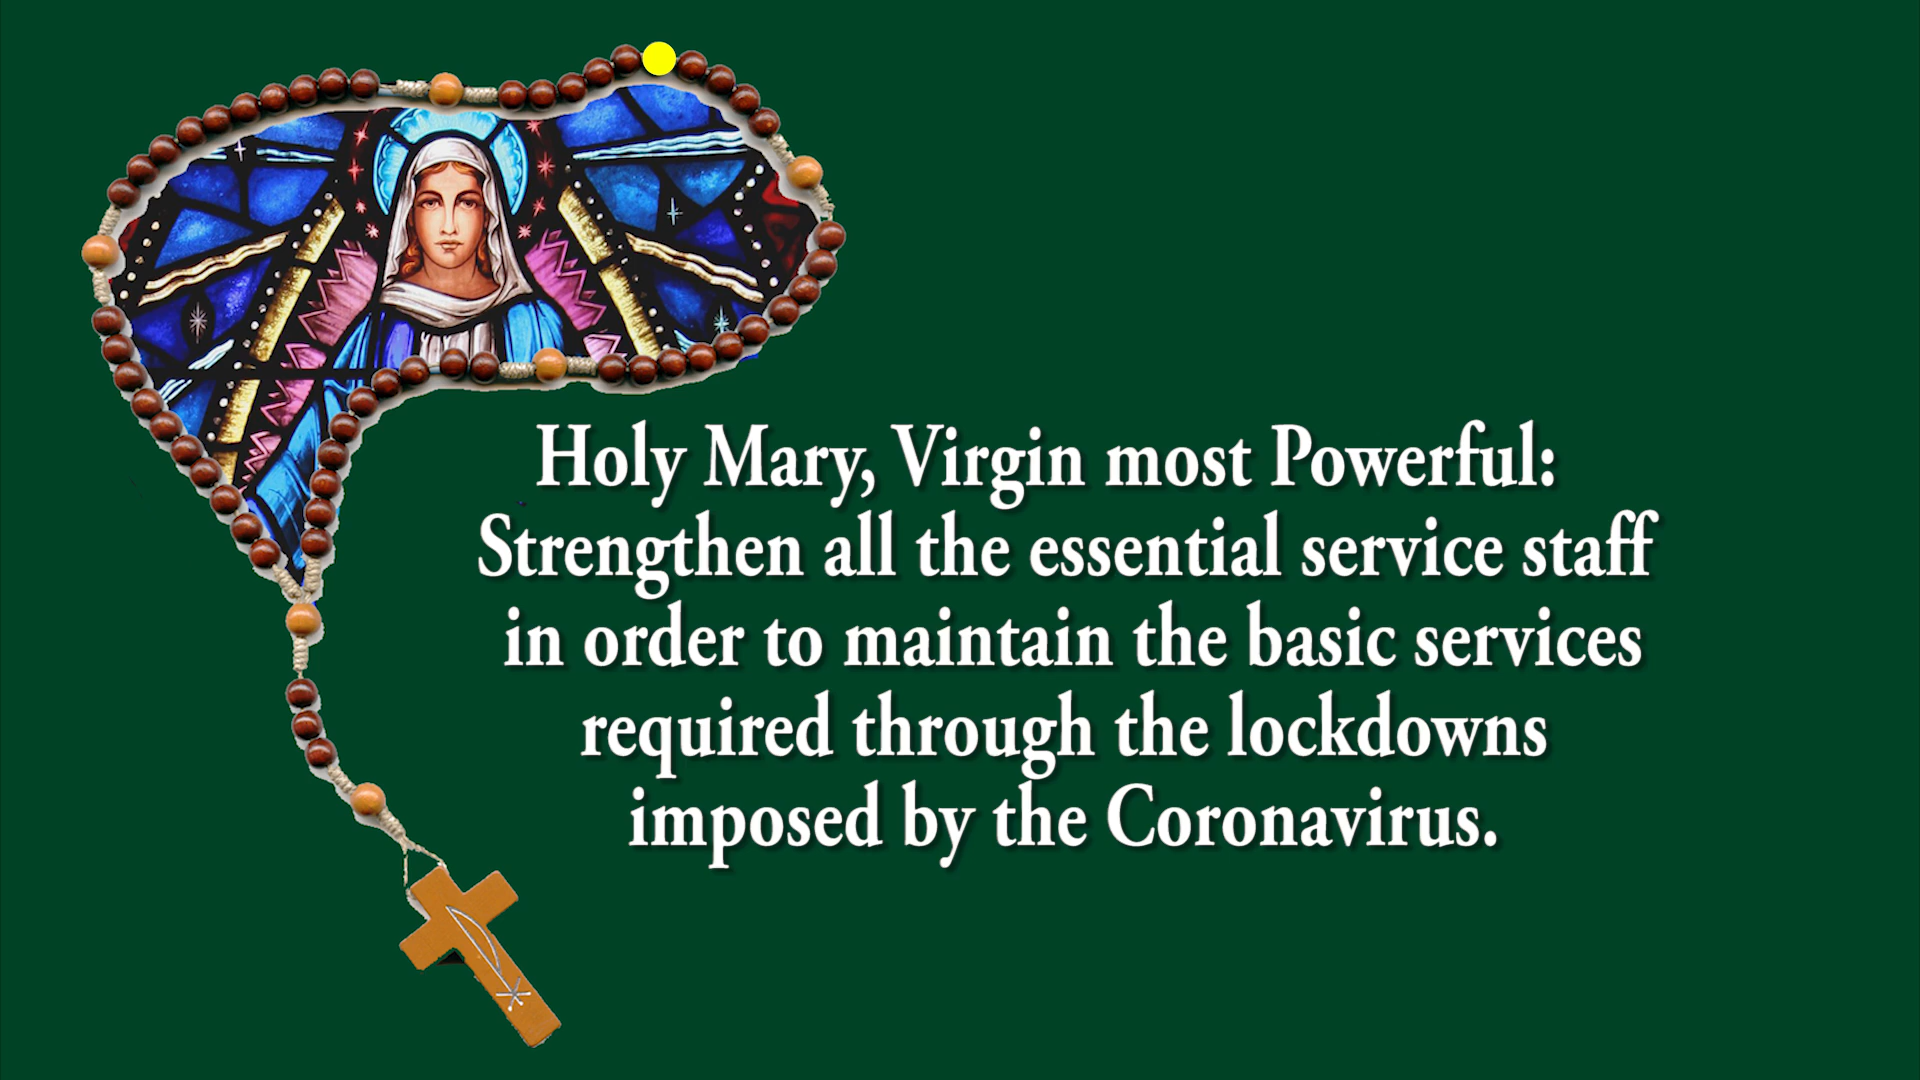 Holy Mary, Virgin most Powerful:
Strengthen all the essential service staff
in order to maintain the basic services
required through the lockdowns
imposed by the Coronavirus.